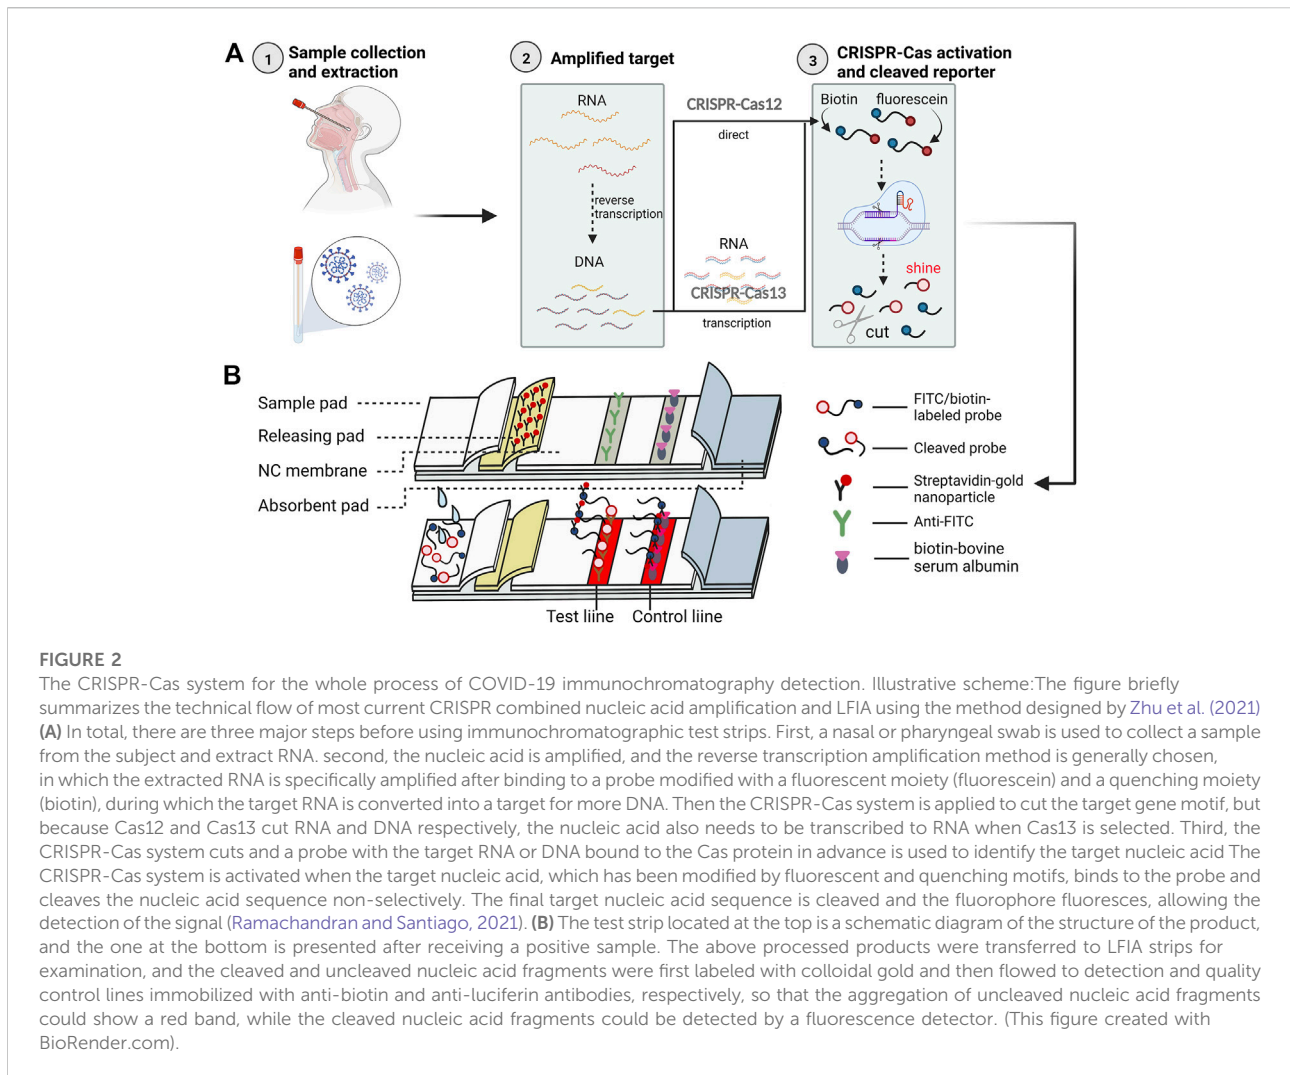 A
1
Sample collection
and extraction
2
Amplified target
3
CRISPR-Cas activation
and cleaved reporter
RNA
reverse
transcription
DNA
CRISPR-Cas12
direct
RNA
CRISPR-Cas13
transcription
Biotin
fluorescein
shine
cut
B
Sample pad
Releasing pad
NC membrane
Absorbent pad
Test liine
Control liine
FITC/biotin-
labeled probe
Cleaved probe
Streptavidin-gold
nanoparticle
Anti-FITC
biotin-bovine
serum albumin
FIGURE 2
The CRISPR-Cas system for the whole process of COVID-19 immunochromatography detection. Illustrative scheme:The figure briefly
summarizes the technical flow of most current CRISPR combined nucleic acid amplification and LFIA using the method designed by Zhu et al. (2021)
(A) In total, there are three major steps before using immunochromatographic test strips. First, a nasal or pharyngeal swab is used to collect a sample
from the subject and extract RNA. second, the nucleic acid is amplified, and the reverse transcription amplification method is generally chosen,
in which the extracted RNA is specifically amplified after binding to a probe modified with a fluorescent moiety (fluorescein) and a quenching moiety
(biotin), during which the target RNA is converted into a target for more DNA. Then the CRISPR-Cas system is applied to cut the target gene motif, but
because Cas12 and Cas13 cut RNA and DNA respectively, the nucleic acid also needs to be transcribed to RNA when Cas13 is selected. Third, the
CRISPR-Cas system cuts and a probe with the target RNA or DNA bound to the Cas protein in advance is used to identify the target nucleic acid The
CRISPR-Cas system is activated when the target nucleic acid, which has been modified by fluorescent and quenching motifs, binds to the probe and
cleaves the nucleic acid sequence non-selectively. The final target nucleic acid sequence is cleaved and the fluorophore fluoresces, allowing the
detection of the signal (Ramachandran and Santiago, 2021). (B) The test strip located at the top is a schematic diagram of the structure of the product,
and the one at the bottom is presented after receiving a positive sample. The above processed products were transferred to LFIA strips for
examination, and the cleaved and uncleaved nucleic acid fragments were first labeled with colloidal gold and then flowed to detection and quality
control lines immobilized with anti-biotin and anti-luciferin antibodies, respectively, so that the aggregation of uncleaved nucleic acid fragments
could show a red band, while the cleaved nucleic acid fragments could be detected by a fluorescence detector. (This figure created with
BioRender.com).